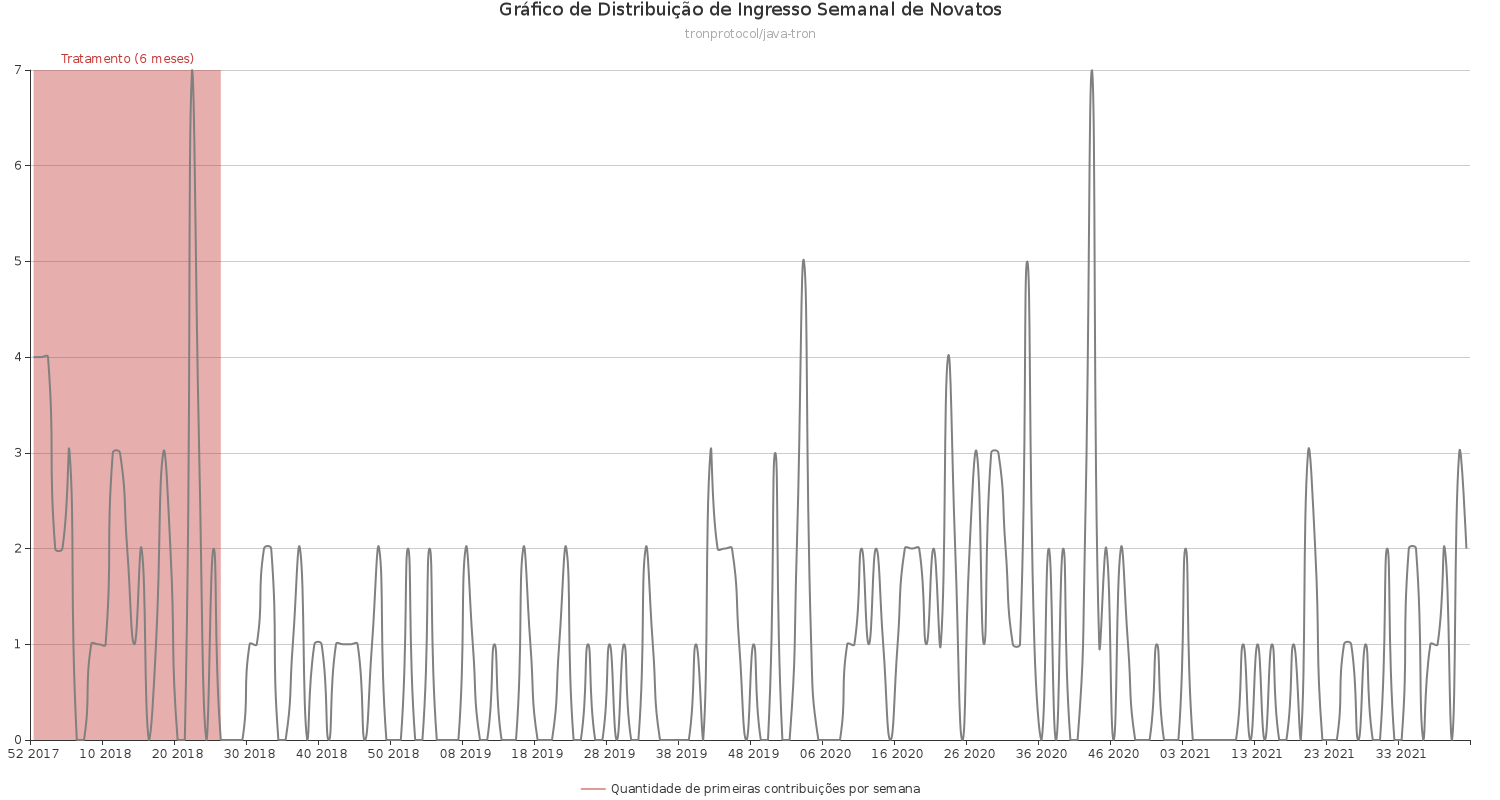 Gráfico de Distribuição de Ingresso Semanal de Novatos
tronprotocol/java-tron
Tratamento (6 meses)
7
6
5
4
3
2
1
0
52 2017 10 2018 20 2018 30 2018 40 2018 50 2018 08 2019 18 2019 28 2019 38 2019 48 2019 06 2020 16 2020 26 2020 36 2020 46 2020 03 2021 13 2021 23 2021 33 2021
Quantidade de primeiras contribuições por semana